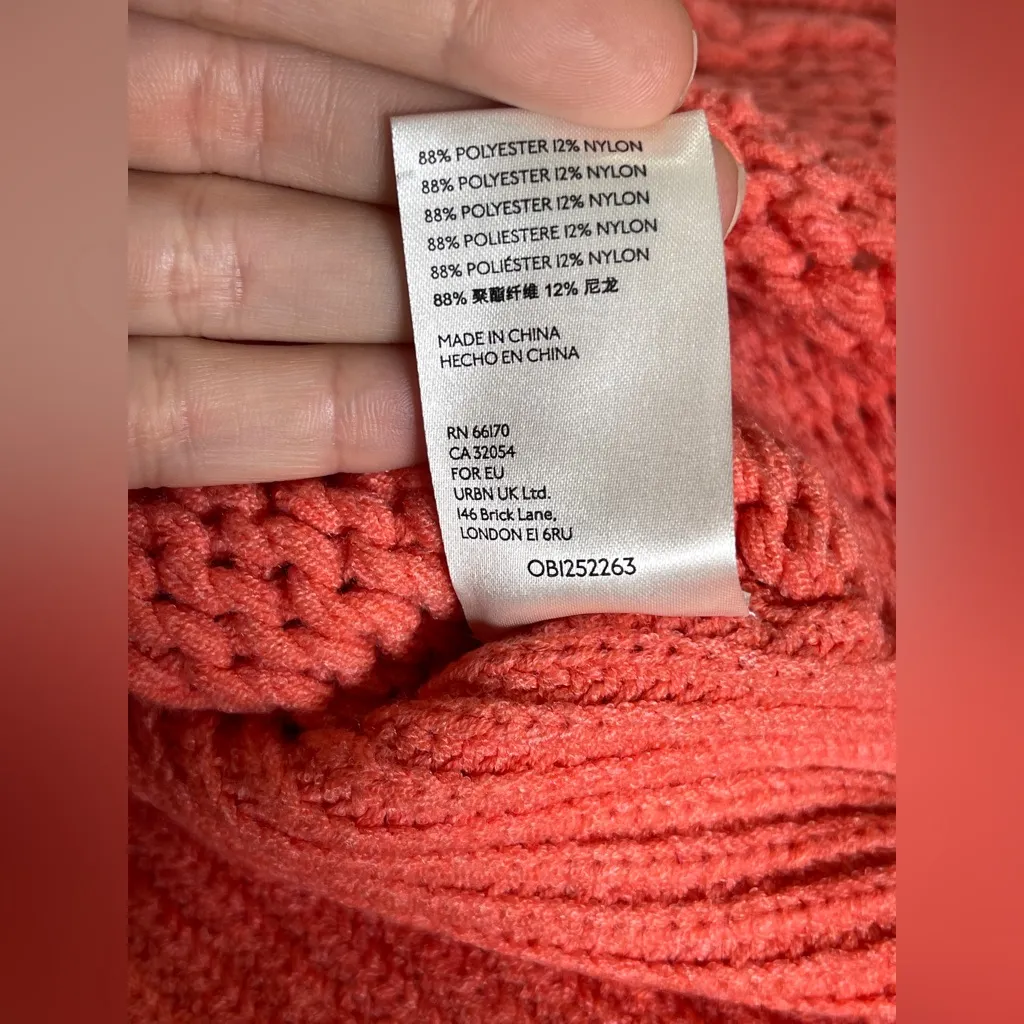 88% POLYESTER 12% NYLON
88% POLYESTER 12% NYLON
88% POLYESTER 12% NYLON
88% POLIESTERE 12% NYLON
88% POLIÉSTER 12% NYLON
88% 聚酯纤维 12% 尼龙
MADE IN CHINA
HECHO EN CHINA
RN 66170
CA 32054
FOR EU
URBN UK Ltd.
146 Brick Lane,
LONDON E1 6RU
OB1252263